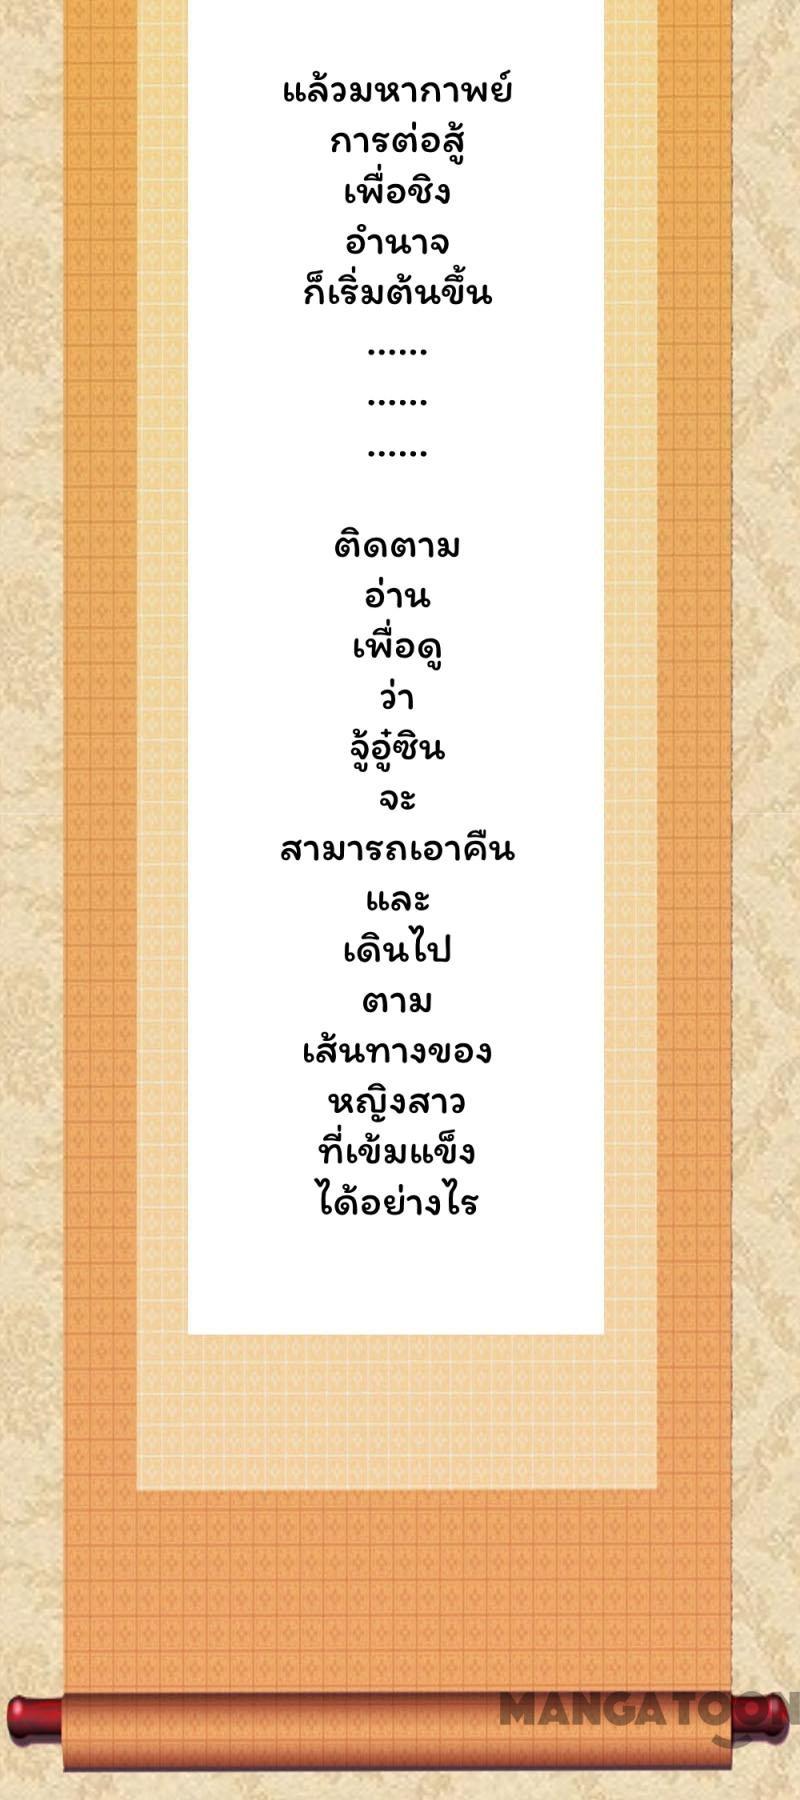 แล้วมหากาพย์
การต่อสู้
เพื่อชิง
อำนาจ
ก็เริ่มต้นขึ้น
......
......
......
ติดตาม
อ่าน
เพื่อดู
ว่า
จู้อู๋ซิน
จะ
สามารถเอาคืน
และ
เดินไป
ตาม
เส้นทางของ
หญิงสาว
ที่เข้มแข็ง
ได้อย่างไร
MANGATOON